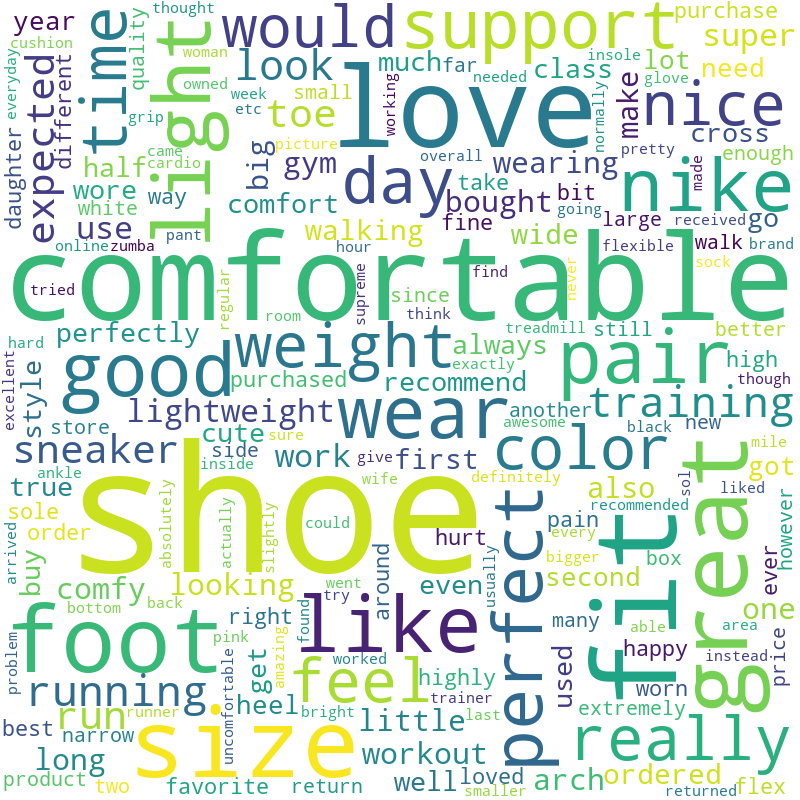 year
cushion
thought
would
support
purchase
super
everyday
quality
woman
look
much
far
needed
insole
lot
class
glove
need
time
light
owned
week
etc
small
toe
love
working
normally
make
nice
different
grip
picture
cross
expected
daughter
came
cardio
half
big
gym
overall
wearing
pretty
made
enough
wore
way
day
take
bit
nike
white
comfort
bought
going
large
received
go
use
pant
walking
fine
wide
flexible
walk
brand
online
zumba
hour
find
never
sock
comfortable
tried
regular
supreme
since
room
think
treadmill
still
better
hard
perfectly
weight
always
pair
high
excellent
good
exactly
though
style
purchased
recommend
training
store
lightweight
wear
another
awesome
black
new
cute
color
sneaker
side
sure
work
give
first
mile
got
ankle
inside
wife
definitely
liked
true
shoe
also
sol
recommended
great
sole
absolutely
actually
slightly
could
perfect
pain
fit
however
order
hurt
every
arrived
buy
looking
around
even
bigger
box
ever
comfy
went
try
usually
second
able
area
one
bottom
back
right
found
like
many
foot
pink
amazing
worked
happy
instead
price
problem
uncomfortable
get
feel
highly
used
worn
running
heel
trainer
extremely
really
best
run
runner
bright
little
last
narrow
size
workout
long
well
loved
arch
ordered
product
two
favorite
return
smaller
returned
flex